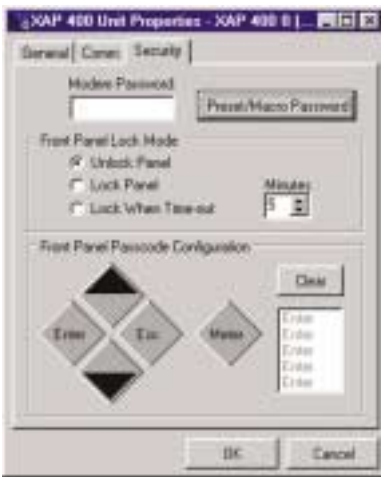 XAP 400 Unit Properties - XAP 400 0 [...
General Comm Security
Modem Password
Preset/Macro Password
Front Panel Lock Mode
Unlock Panel
Lock Panel
Minutes
Lock When Time-out
5
Front Panel Passcode Configuration
Clear
Enter
Esc
Meter
Enter
Enter
Enter
Enter
Enter
OK
Cancel